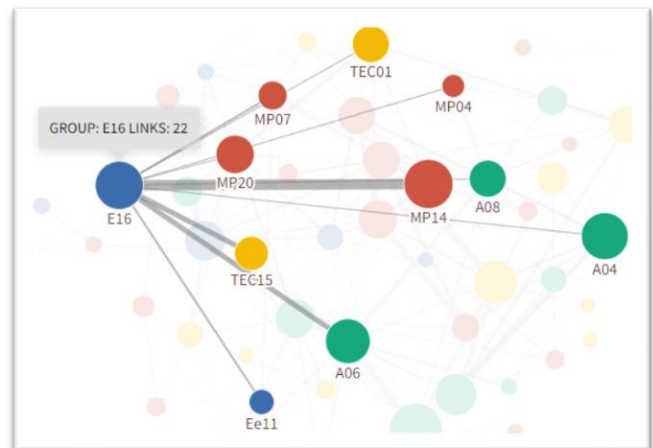 TEC01
MP04
MP07
GROUP: E16 LINKS: 22
MP20
E16
MP14
A08
A04
TEC15
A06
Ee11